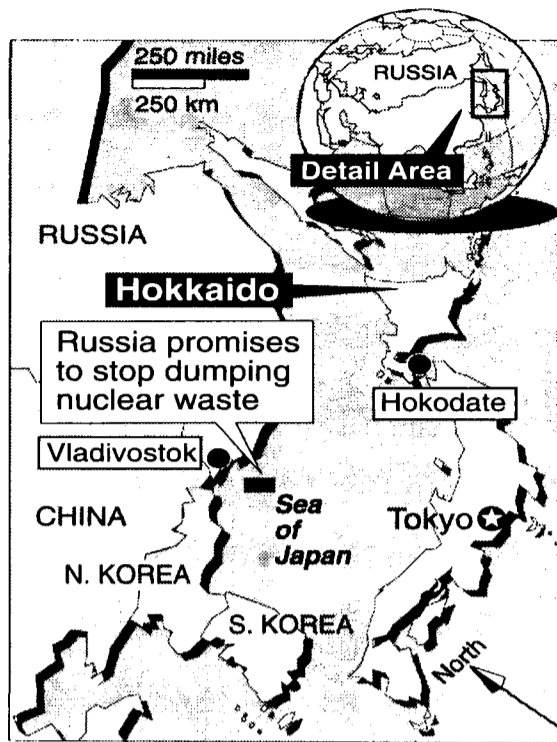 250 miles
250 km
RUSSIA
Detail Area
RUSSIA
Hokkaido
Russia promises
to stop dumping
nuclear waste
Hokodate
Vladivostok
CHINA
Sea
of
Japan
Tokyo
N. KOREA
S. KOREA
North